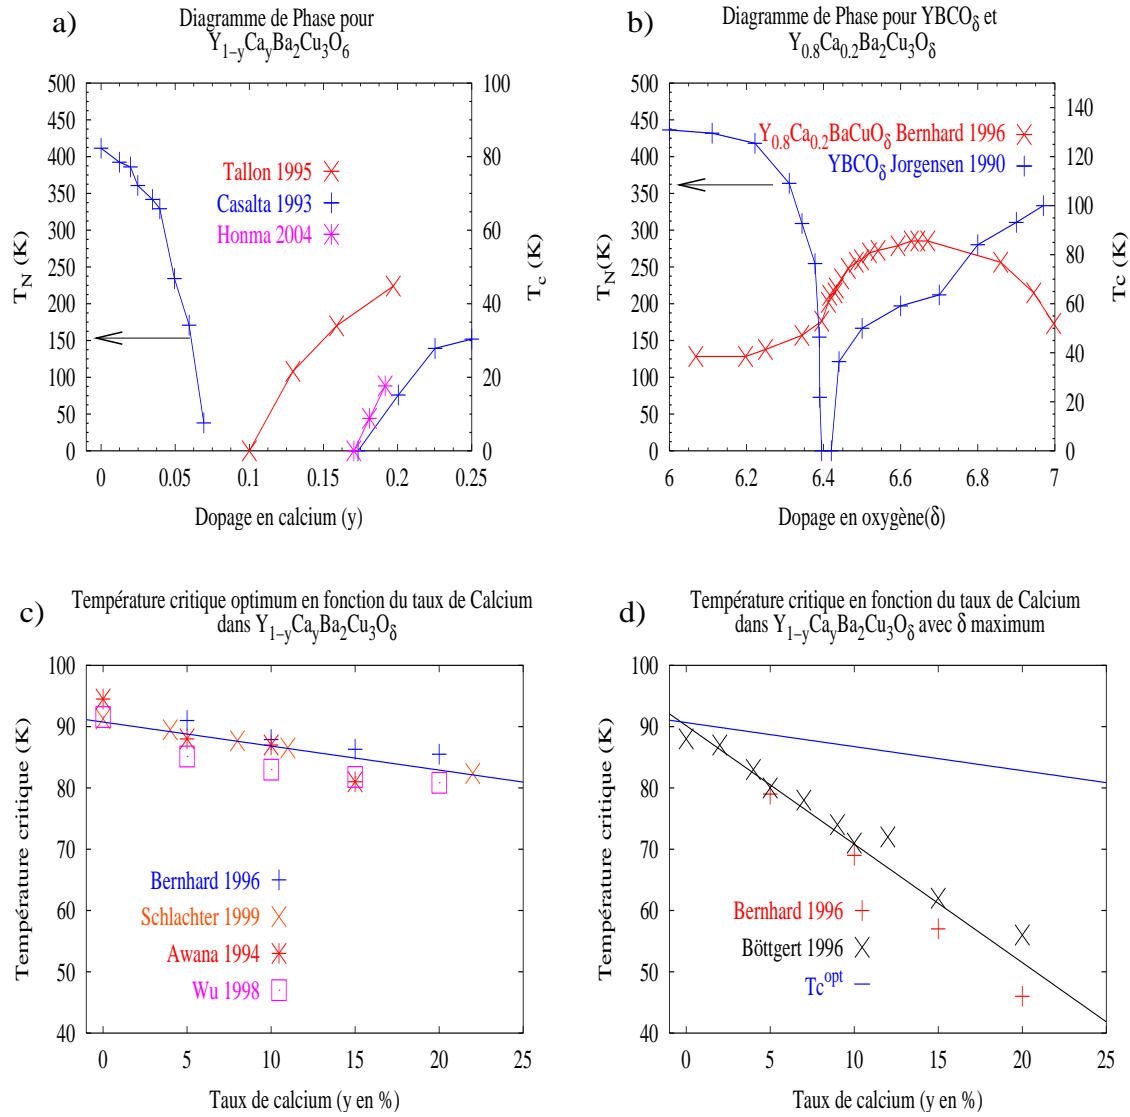 a)
Diagramme de Phase pour
Y1−yCayBa2Cu3O6
500
450
400
350
300
250
200
150
100
50
0
TN (K)
100
80
60
40
20
0
Tc (K)
Tallon 1995
Casalta 1993
Honma 2004
0
0.05
0.1
0.15
0.2
0.25
Dopage en calcium (y)
b)
Diagramme de Phase pour YBCOδ et
Y0.8Ca0.2Ba2Cu3Oδ
500
450
400
350
300
250
200
150
100
50
0
TN(K)
140
120
100
80
60
40
20
0
Tc (K)
Y0.8Ca0.2BaCuOδ Bernhard 1996
YBCOδ Jorgensen 1990
6
6.2
6.4
6.6
6.8
7
Dopage en oxygène(δ)
c)
Température critique optimum en fonction du taux de Calcium
dans Y1−yCayBa2Cu3Oδ
100
90
80
70
60
50
40
Température critique (K)
Bernhard 1996
Schlachter 1999
Awana 1994
Wu 1998
0
5
10
15
20
25
Taux de calcium (y en %)
d)
Température critique en fonction du taux de Calcium
dans Y1−yCayBa2Cu3Oδ avec δ maximum
100
90
80
70
60
50
40
Température critique (K)
Bernhard 1996
Böttgert 1996
Tcopt
0
5
10
15
20
25
Taux de calcium (y en %)